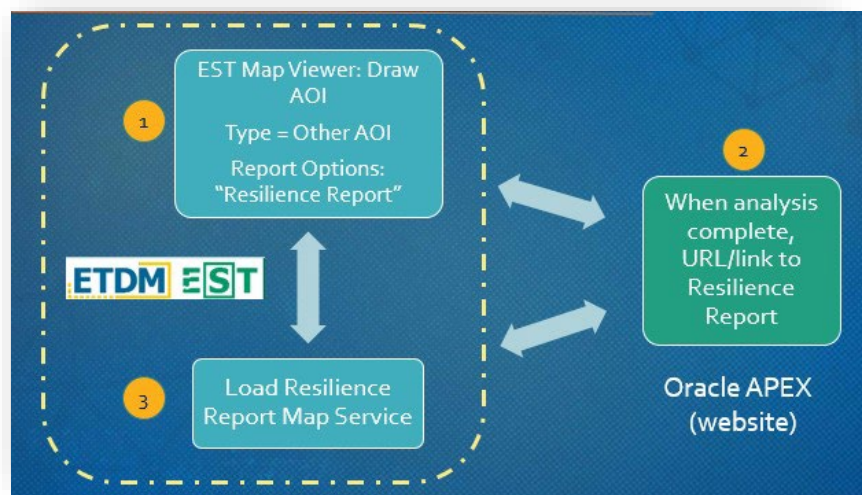 EST Map Viewer: Draw
AOI
Type = Other AOI
Report Options:
“Resilience Report”
1
2
When analysis
complete,
URL/link to
Resilience
Report
ETDM EST
3
Load Resilience
Report Map Service
Oracle APEX
(website)